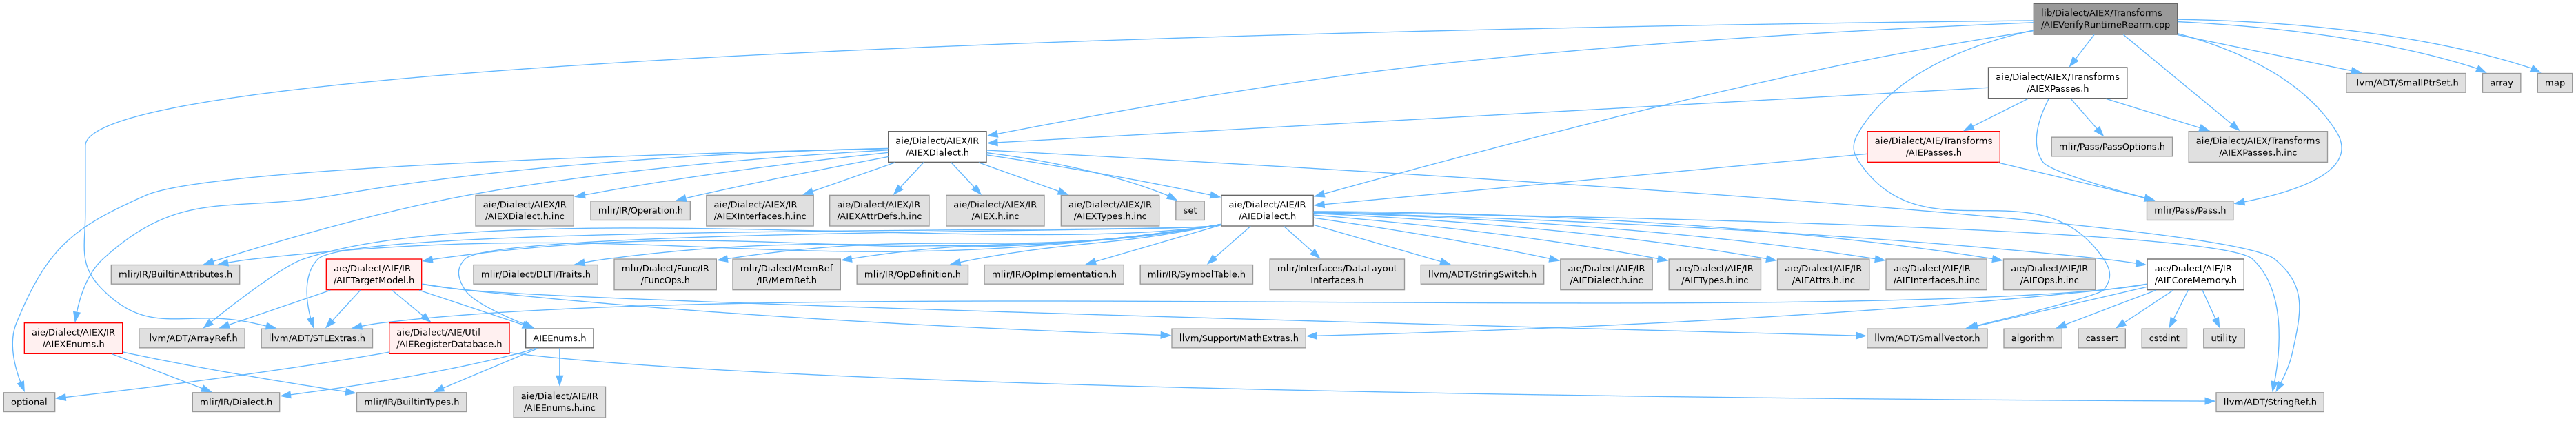 lib/Dialect/AIEX/Transforms
/AIEVerifyRuntimeRearm.cpp
aie/Dialect/AIEX/Transforms
/AIEXPasses.h
llvm/ADT/SmallPtrSet.h
array
map
aie/Dialect/AIEX/IR
/AIEXDialect.h
aie/Dialect/AIE/Transforms
/AIEPasses.h
mlir/Pass/PassOptions.h
aie/Dialect/AIEX/Transforms
/AIEXPasses.h.inc
aie/Dialect/AIEX/IR
/AIEXDialect.h.inc
mlir/IR/Operation.h
aie/Dialect/AIEX/IR
/AIEXInterfaces.h.inc
aie/Dialect/AIEX/IR
/AIEXAttrDefs.h.inc
aie/Dialect/AIEX/IR
/AIEX.h.inc
aie/Dialect/AIEX/IR
/AIEXTypes.h.inc
set
aie/Dialect/AIE/IR
/AIEDialect.h
mlir/Pass/Pass.h
mlir/IR/BuiltinAttributes.h
aie/Dialect/AIE/IR
/AIETargetModel.h
mlir/Dialect/DLTI/Traits.h
mlir/Dialect/Func/IR
/FuncOps.h
mlir/Dialect/MemRef
/IR/MemRef.h
mlir/IR/OpDefinition.h
mlir/IR/OpImplementation.h
mlir/IR/SymbolTable.h
mlir/Interfaces/DataLayout
Interfaces.h
llvm/ADT/StringSwitch.h
aie/Dialect/AIE/IR
/AIEDialect.h.inc
aie/Dialect/AIE/IR
/AIETypes.h.inc
aie/Dialect/AIE/IR
/AIEAttrs.h.inc
aie/Dialect/AIE/IR
/AIEInterfaces.h.inc
aie/Dialect/AIE/IR
/AIEOps.h.inc
aie/Dialect/AIE/IR
/AIECoreMemory.h
aie/Dialect/AIEX/IR
/AIEXEnums.h
llvm/ADT/ArrayRef.h
llvm/ADT/STLExtras.h
aie/Dialect/AIE/Util
/AIERegisterDatabase.h
AIEEnums.h
llvm/Support/MathExtras.h
llvm/ADT/SmallVector.h
algorithm
cassert
cstdint
utility
optional
mlir/IR/Dialect.h
mlir/IR/BuiltinTypes.h
aie/Dialect/AIE/IR
/AIEEnums.h.inc
llvm/ADT/StringRef.h